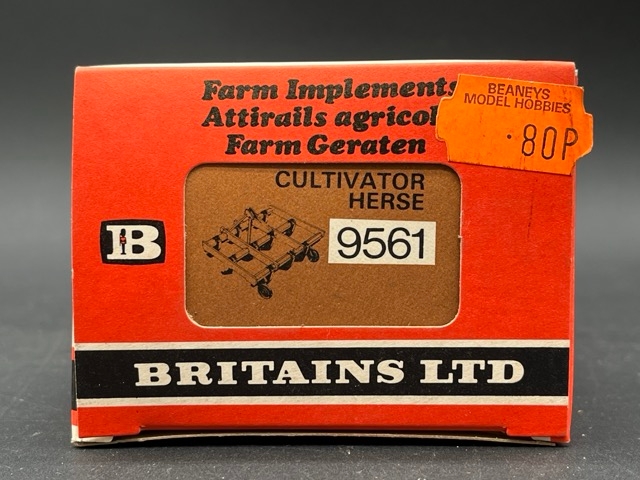 Farm Implements
Attirails agricol
Farm Geraten
BEANEYS
MODEL HOBBIES
.80P
CULTIVATOR
HERSE
9561
B
BRITAINS LTD